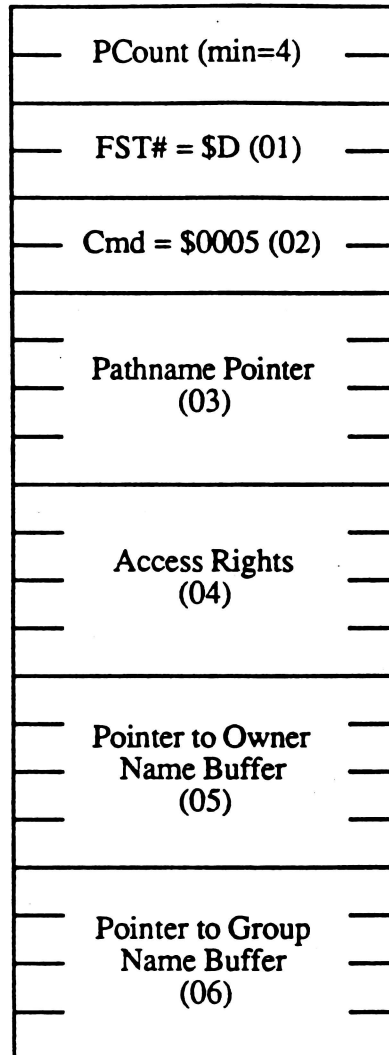 PCount (min=4)
FST# = $D (01)
Cmd = $0005 (02)
Pathname Pointer
(03)
Access Rights
(04)
Pointer to Owner
Name Buffer
(05)
Pointer to Group
Name Buffer
(06)